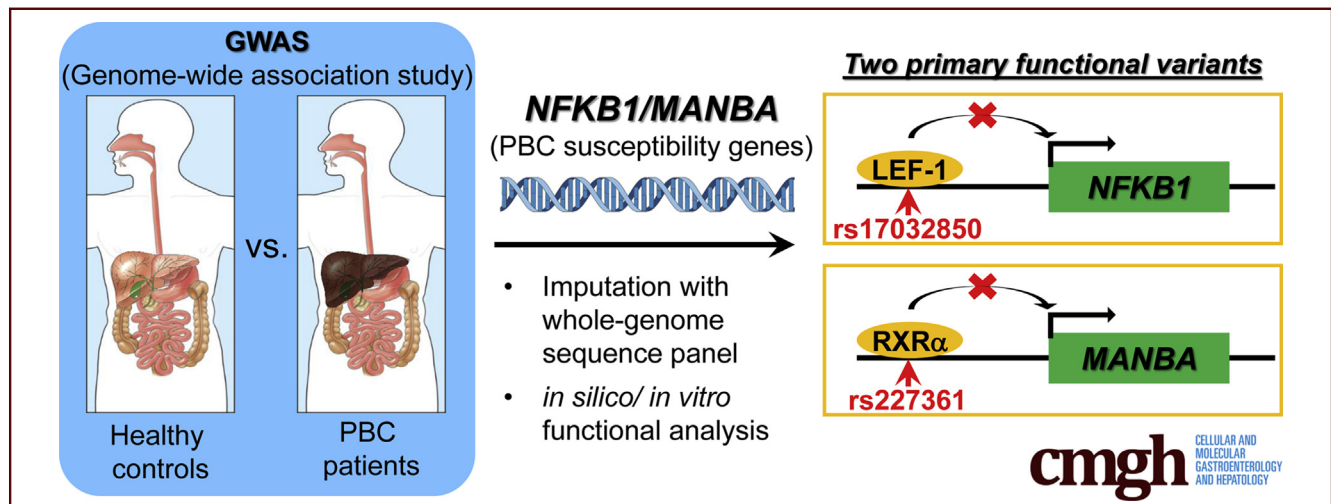 GWAS
(Genome-wide association study)
vs.
Healthy
controls
PBC
patients
NFKB1/MANBA
(PBC susceptibility genes)
• Imputation with
whole-genome
sequence panel
• in silico/ in vitro
functional analysis
Two primary functional variants
LEF-1
NFKB1
rs17032850
RXRα
MANBA
rs227361
cmgh
CELLULAR AND
MOLECULAR
GASTROENTEROLOGY
AND HEPATOLOGY